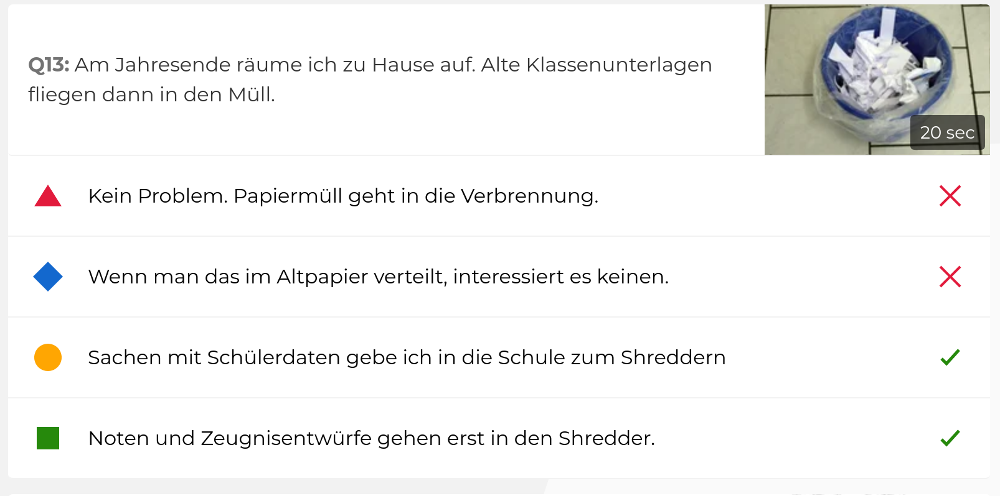 Q13: Am Jahresende räume ich zu Hause auf. Alte Klassenunterlagen
fliegen dann in den Müll.
20 sec
Kein Problem. Papiermüll geht in die Verbrennung.
Wenn man das im Altpapier verteilt, interessiert es keinen.
Sachen mit Schülerdaten gebe ich in die Schule zum Shreddern
Noten und Zeugnisentwürfe gehen erst in den Shredder.